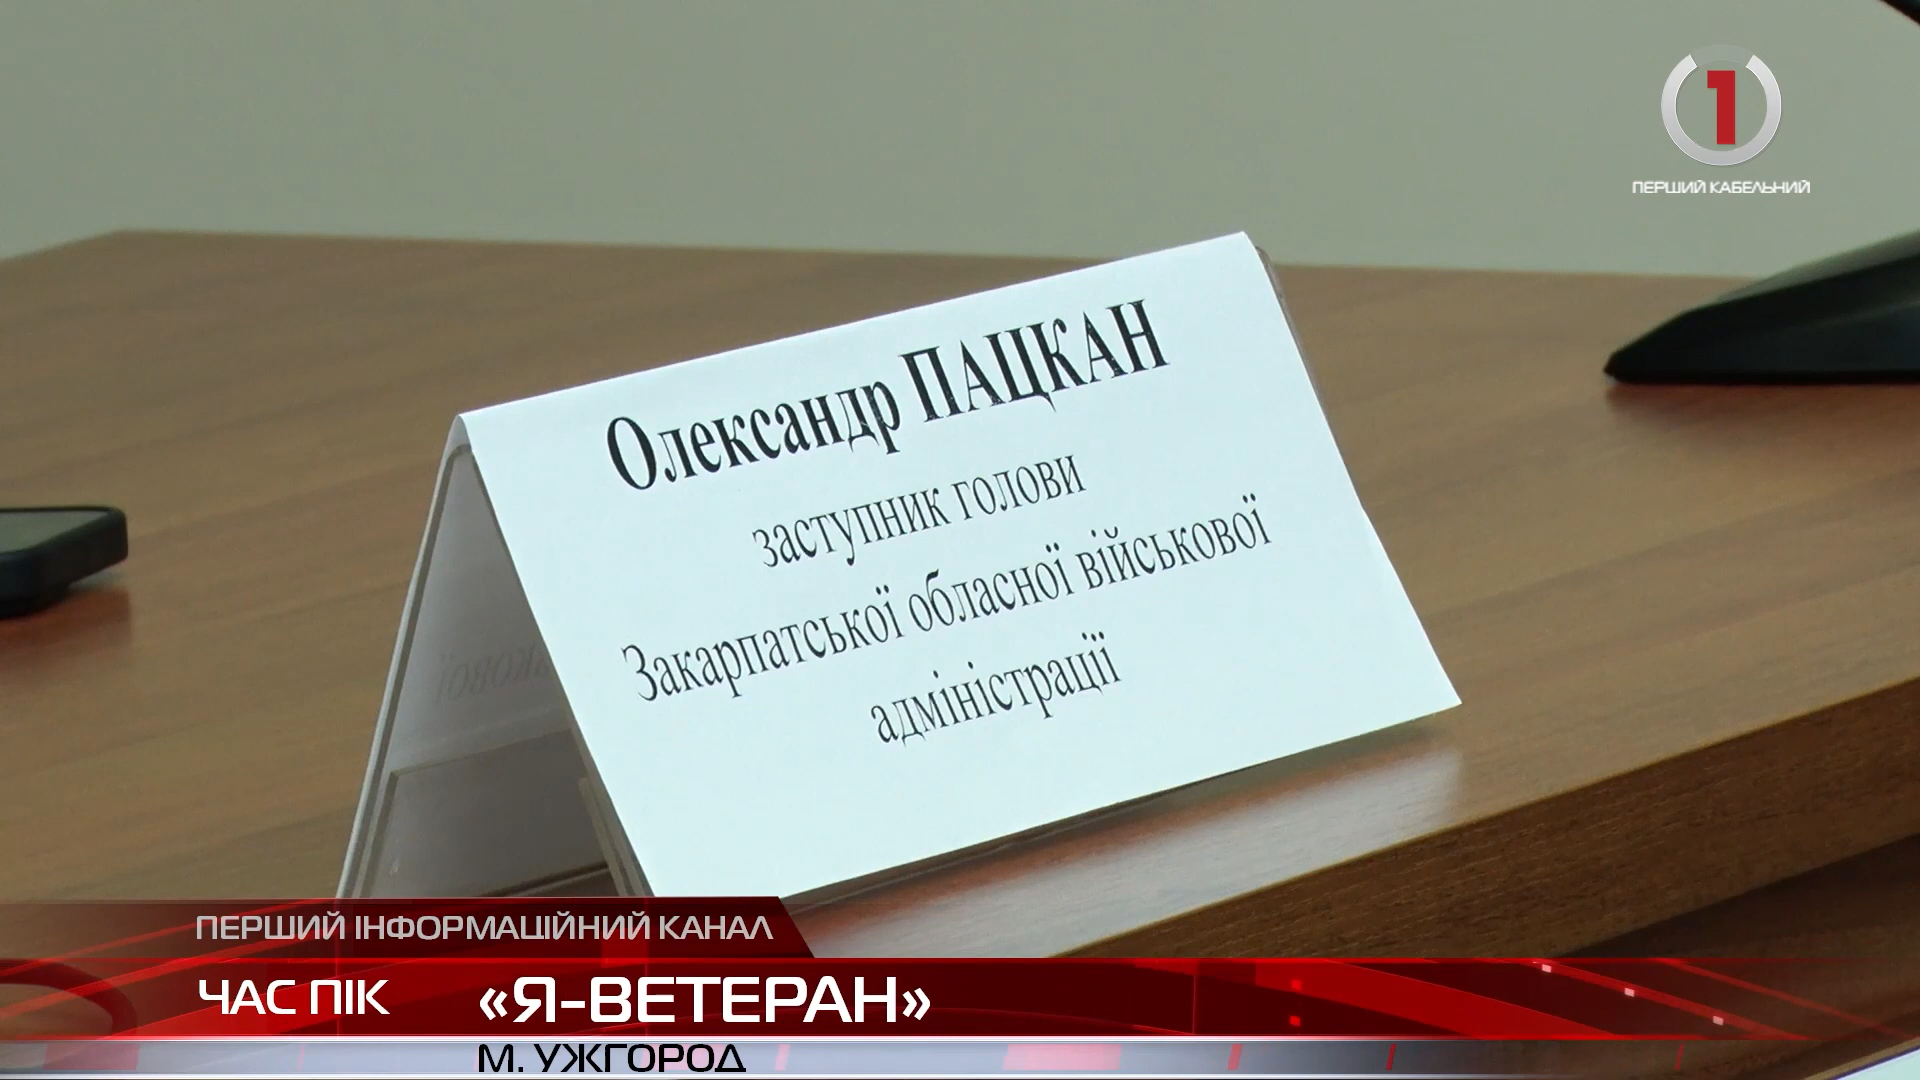 1
ПЕРШИЙ КАБЕЛЬНИЙ
Олександр ПАЦКАН
заступник голови
Закарпатської обласної військової
адміністрації
ПЕРШИЙ ІНФОРМАЦІЙНИЙ КАНАЛ
ЧАС ПІК «Я-ВЕТЕРАН»
М. УЖГОРОД